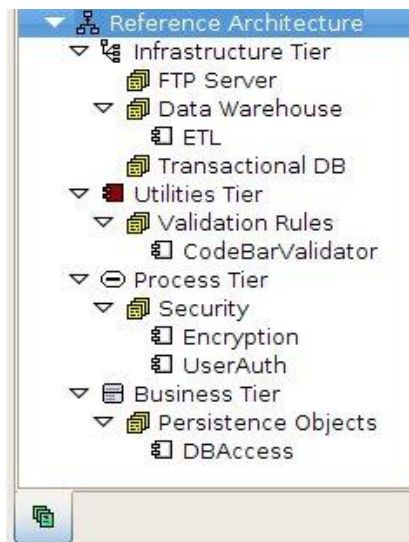 Reference Architecture
Infrastructure Tier
FTP Server
Data Warehouse
ETL
Transactional DB
Utilities Tier
Validation Rules
CodeBarValidator
Process Tier
Security
Encryption
UserAuth
Business Tier
Persistence Objects
DBAccess